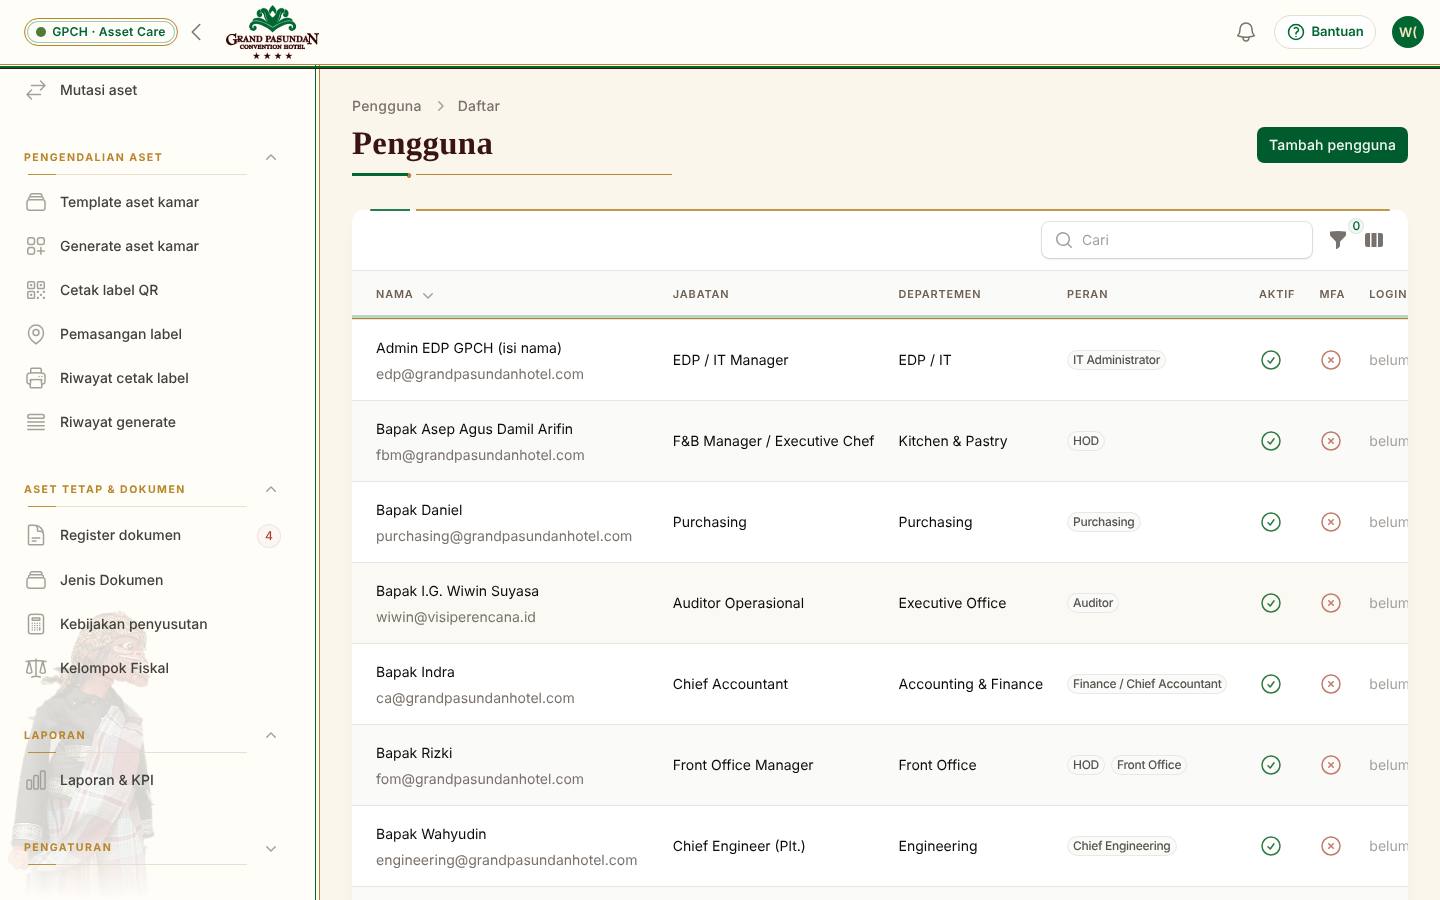 GPCH · Asset Care
GRAND PASUNDAN
CONVENTION HOTEL
Bantuan
W(
Mutasi aset
PENGENDALIAN ASET
Template aset kamar
Generate aset kamar
Cetak label QR
Pemasangan label
Riwayat cetak label
Riwayat generate
ASET TETAP & DOKUMEN
Register dokumen 4
Jenis Dokumen
Kebijakan penyusutan
Kelompok Fiskal
LAPORAN
Laporan & KPI
PENGATURAN
Pengguna > Daftar
Pengguna
Tambah pengguna
Cari
0
NAMA JABATAN DEPARTEMEN PERAN AKTIF MFA LOGIN
Admin EDP GPCH (isi nama)
edp@grandpasundanhotel.com
EDP / IT Manager EDP / IT IT Administrator belum
Bapak Asep Agus Damil Arifin
fbm@grandpasundanhotel.com
F&B Manager / Executive Chef Kitchen & Pastry HOD belum
Bapak Daniel
purchasing@grandpasundanhotel.com
Purchasing Purchasing Purchasing belum
Bapak I.G. Wiwin Suyasa
wiwin@visiperencana.id
Auditor Operasional Executive Office Auditor belum
Bapak Indra
ca@grandpasundanhotel.com
Chief Accountant Accounting & Finance Finance / Chief Accountant belum
Bapak Rizki
fom@grandpasundanhotel.com
Front Office Manager Front Office HOD Front Office belum
Bapak Wahyudin
engineering@grandpasundanhotel.com
Chief Engineer (Plt.) Engineering Chief Engineering belum